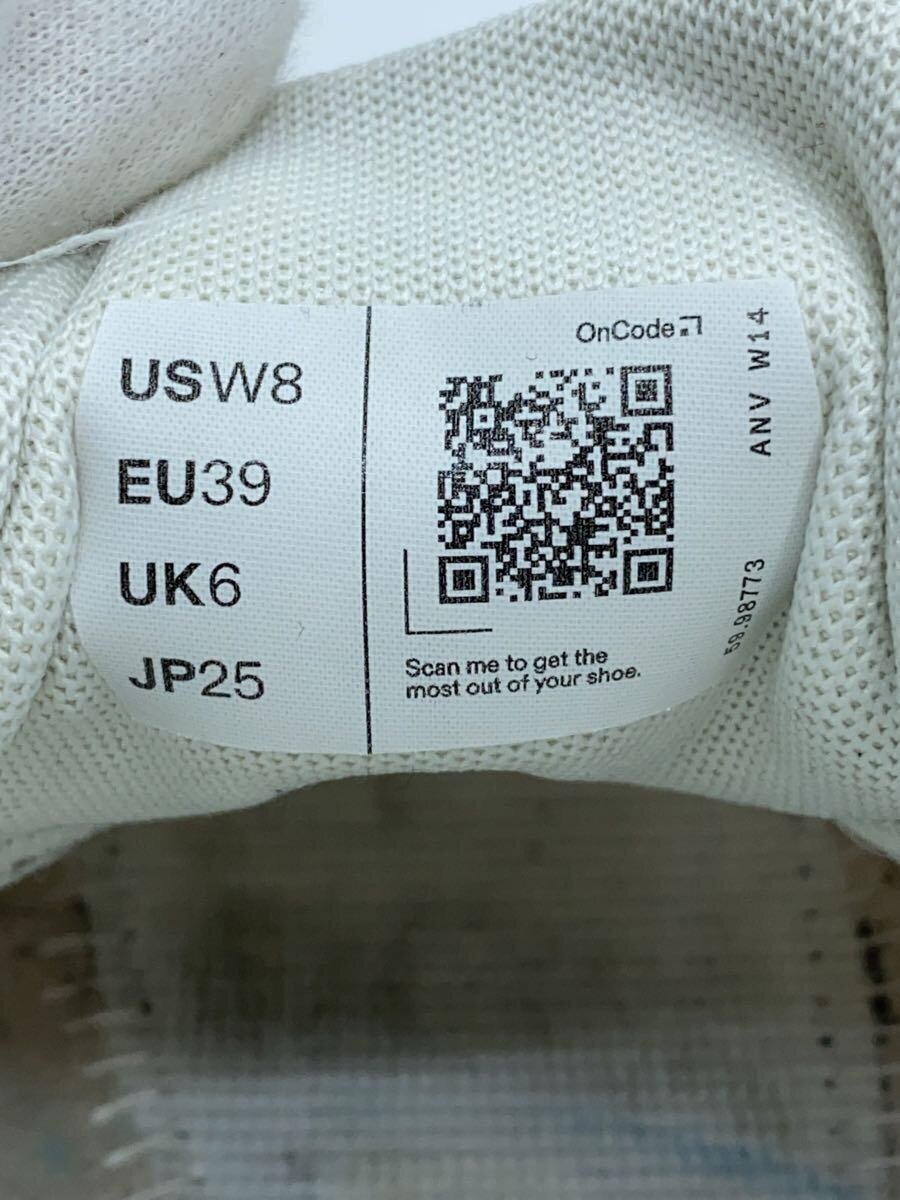 USW8
EU39
UK6
JP25
OnCode
Scan me to get the
most out of your shoe.
ANV W14
59.98773